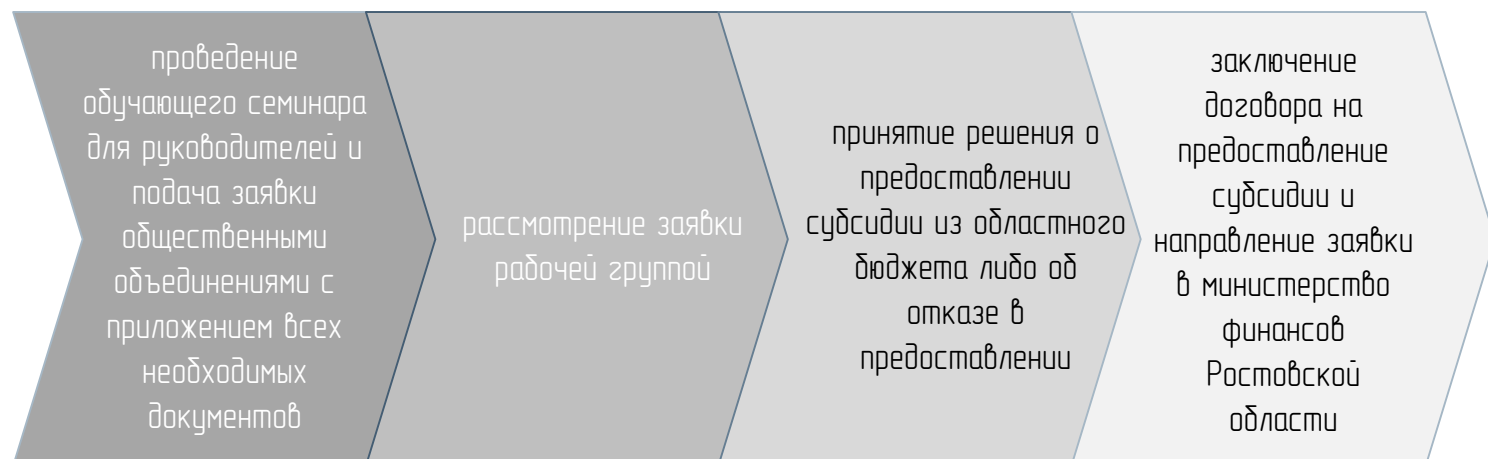 проведение
обучающего семинара
для руководителей и
подача заявки
общественными
объединениями с
приложением всех
необходимых
документов
рассмотрение заявки
рабочей группой
принятие решения о
предоставлении
субсидии из областного
бюджета либо об
отказе в
предоставлении
заключение
договора на
предоставление
субсидии и
направление заявки
в министерство
финансов
Ростовской
области